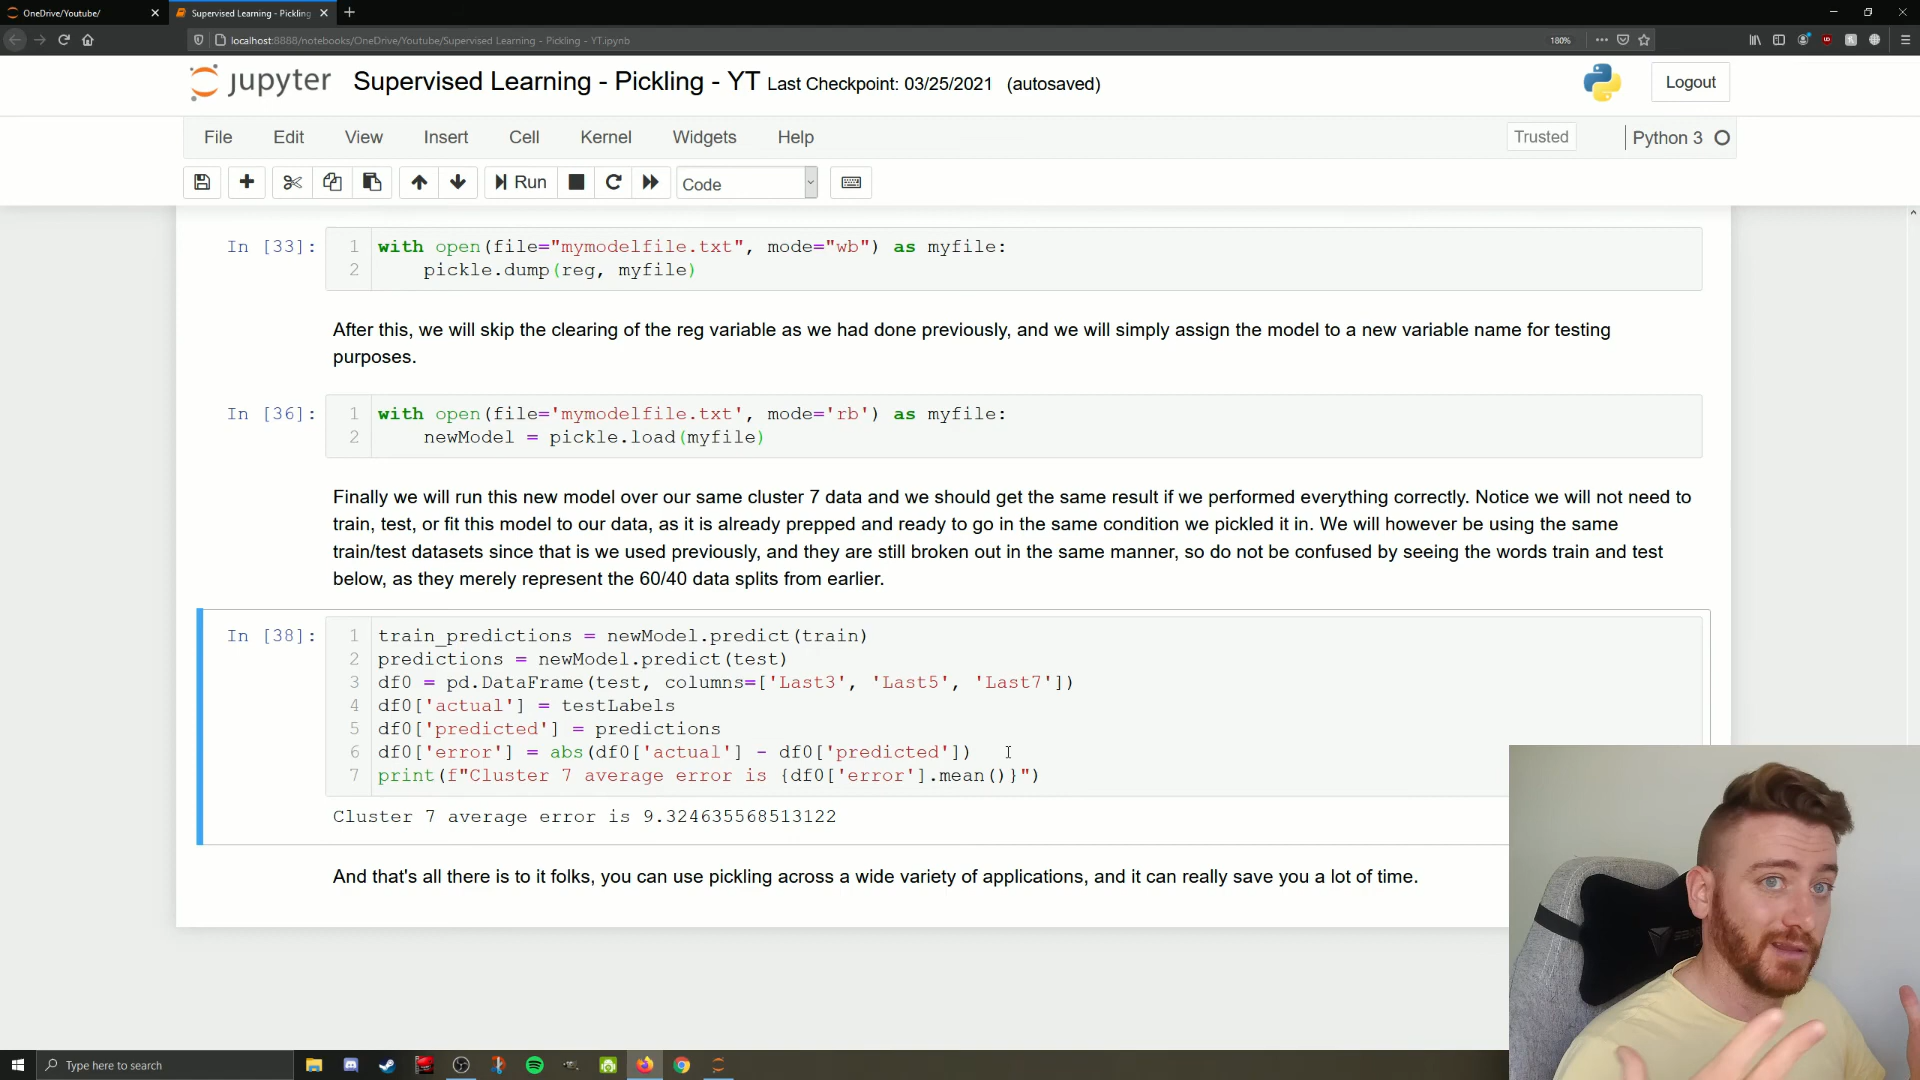 OneDrive/Youtube/
Supervised Learning - Pickling
localhost:8888/notebooks/OneDrive/Youtube/Supervised Learning - Pickling - YT.ipynb
180%
jupyter Supervised Learning - Pickling - YT Last Checkpoint: 03/25/2021 (autosaved)
Logout
File Edit View Insert Cell Kernel Widgets Help
Trusted
Python 3
Run
Code
In [33]:
1 with open(file="mymodelfile.txt", mode="wb") as myfile:
2 pickle.dump(reg, myfile)
After this, we will skip the clearing of the reg variable as we had done previously, and we will simply assign the model to a new variable name for testing
purposes.
In [36]:
1 with open(file='mymodelfile.txt', mode='rb') as myfile:
2 newModel = pickle.load(myfile)
Finally we will run this new model over our same cluster 7 data and we should get the same result if we performed everything correctly. Notice we will not need to
train, test, or fit this model to our data, as it is already prepped and ready to go in the same condition we pickled it in. We will however be using the same
train/test datasets since that is we used previously, and they are still broken out in the same manner, so do not be confused by seeing the words train and test
below, as they merely represent the 60/40 data splits from earlier.
In [38]:
1 train_predictions = newModel.predict(train)
2 predictions = newModel.predict(test)
3 df0 = pd.DataFrame(test, columns=['Last3', 'Last5', 'Last7'])
4 df0['actual'] = testLabels
5 df0['predicted'] = predictions
6 df0['error'] = abs(df0['actual'] - df0['predicted'])
7 print(f"Cluster 7 average error is {df0['error'].mean()}")
Cluster 7 average error is 9.324635568513122
And that's all there is to it folks, you can use pickling across a wide variety of applications, and it can really save you a lot of time.
Type here to search